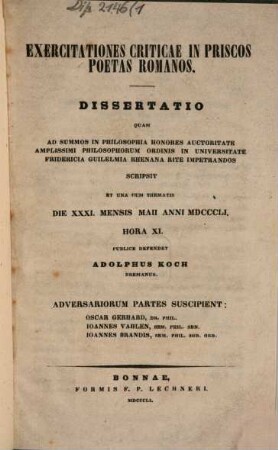 Diss. 2146(1
EXERCITATIONES CRITICAE IN PRISCOS
POETAS ROMANOS.
DISSERTATIO
QUAM
AD SUMMOS IN PHILOSOPHIA HONORES AUCTORITATE
AMPLISSIMI PHILOSOPHORUM ORDINIS IN UNIVERSITATE
FRIDERICIA GUILELMIA RHENANA RITE IMPETRANDOS
SCRIPSIT
ET UNA CUM THESIBUS
DIE XXXI. MENSIS MAII ANNI MDCCCLI,
HORA XI.
PUBLICE DEFENDET
ADOLPHUS KOCH
BREMANUS.
ADVERSARIORUM PARTES SUSCIPIENT:
OSCAR GERHARD, DR. PHIL.
IOANNES VAHLEN, SEM. PHIL. SEN.
IOANNES BRANDIS, SEM. PHIL. SOD. ORD.
BONNAE,
FORMIS F. P. LECHNERI.
MDCCCLI.